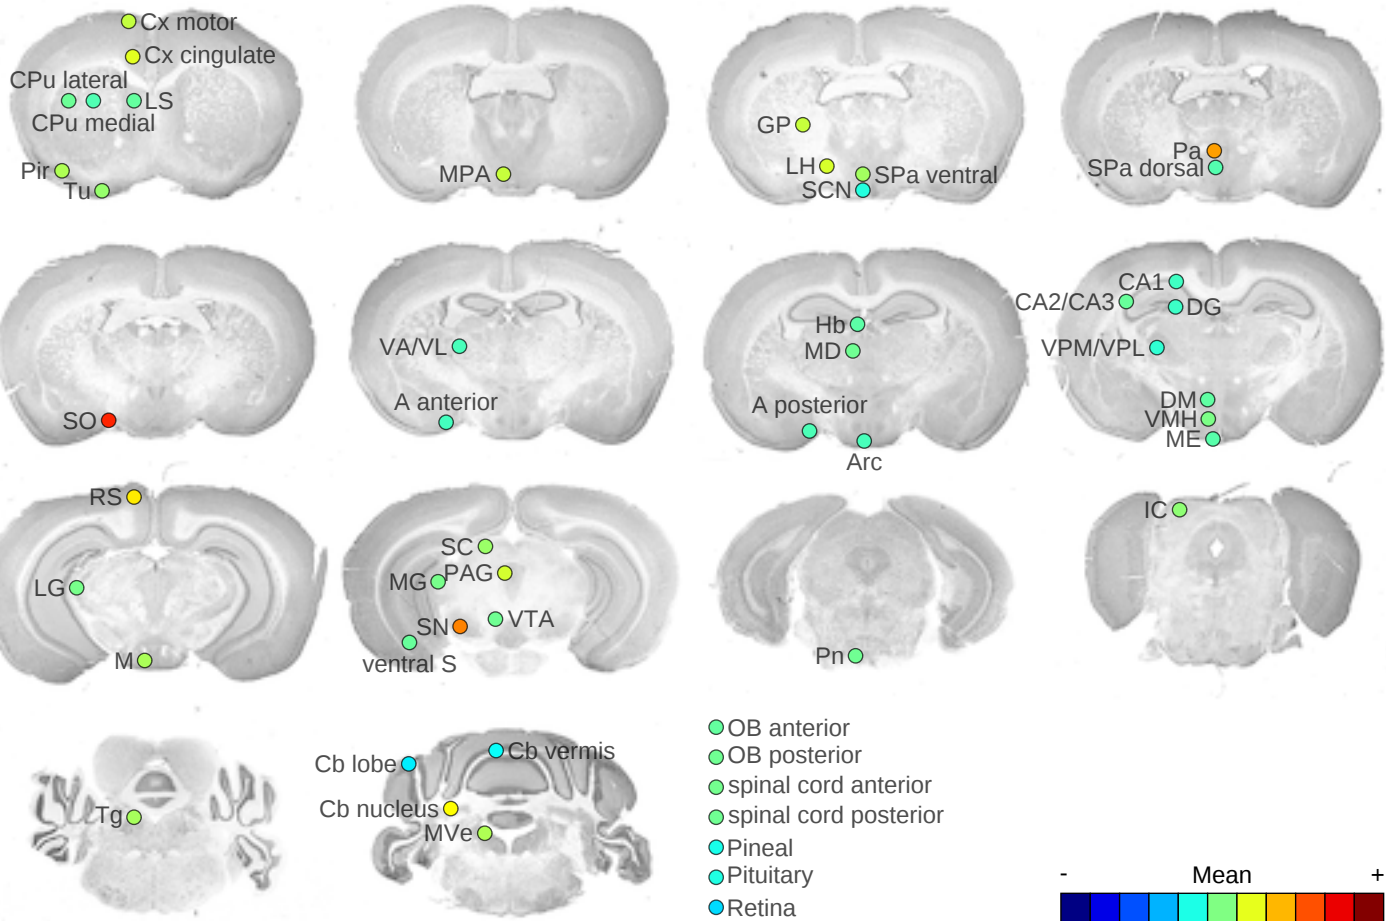 Cx motor
Cx cingulate
CPu lateral
LS
CPu medial
Pir
Tu
MPA
GP
LH
SPa ventral
SCN
Pa
SPa dorsal
SO
VA/VL
A anterior
Hb
MD
A posterior
Arc
CA1
CA2/CA3
DG
VPM/VPL
DM
VMH
ME
RS
LG
M
SC
MG
PAG
SN
VTA
ventral S
Pn
IC
Tg
Cb lobe
Cb vermis
Cb nucleus
MVe
OB anterior
OB posterior
spinal cord anterior
spinal cord posterior
Pineal
Pituitary
Retina
- Mean +